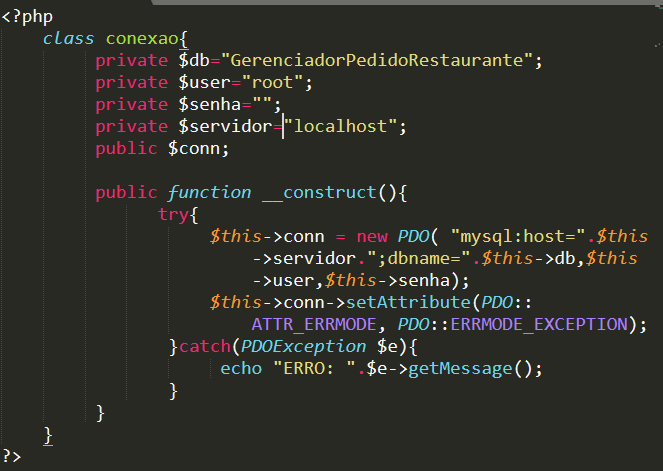 <?php
class conexao{
private $db="GerenciadorPedidoRestaurante";
private $user="root";
private $senha="";
private $servidor="localhost";
public $conn;
public function __construct(){
try{
$this->conn = new PDO( "mysql:host=".$this
->servidor.";dbname=".$this->db,$this
->user,$this->senha);
$this->conn->setAttribute(PDO::
ATTR_ERRMODE, PDO::ERRMODE_EXCEPTION);
}catch(PDOException $e){
echo "ERRO: ".$e->getMessage();
}
}
}
?>